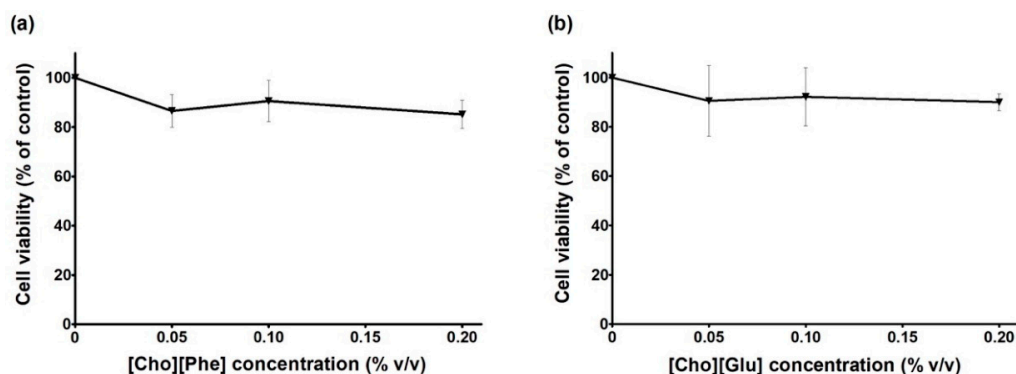 (a)
Cell viability (% of control)
100
80
60
40
20
0
0 0.05 0.10 0.15 0.20
[Cho][Phe] concentration (% v/v)
(b)
Cell viability (% of control)
100
80
60
40
20
0
0 0.05 0.10 0.15 0.20
[Cho][Glu] concentration (% v/v)